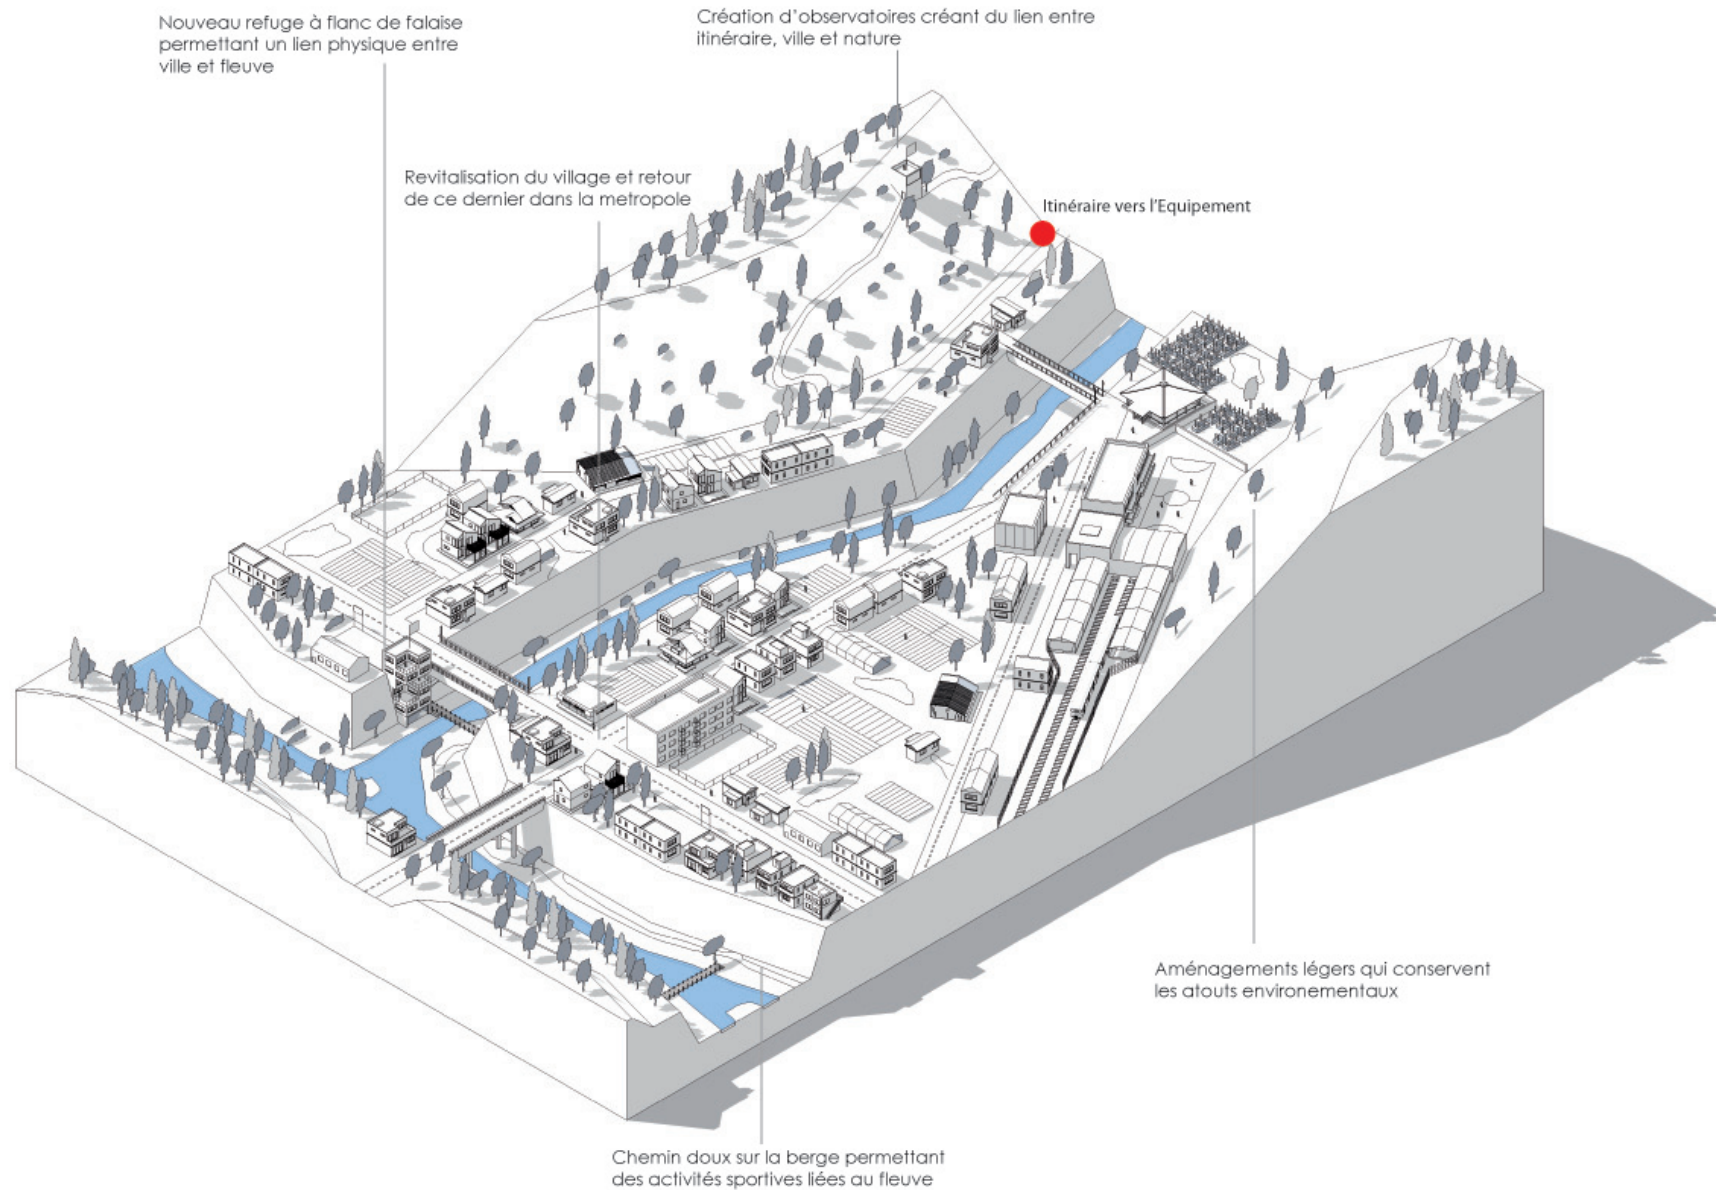 Nouveau refuge à flanc de falaise
permettant un lien physique entre
ville et fleuve
Création d'observatoires créant du lien entre
itinéraire, ville et nature
Revitalisation du village et retour
de ce dernier dans la metropole
Itinéraire vers l'Equipement
Aménagements légers qui conservent
les atouts environementaux
Chemin doux sur la berge permettant
des activités sportives liées au fleuve